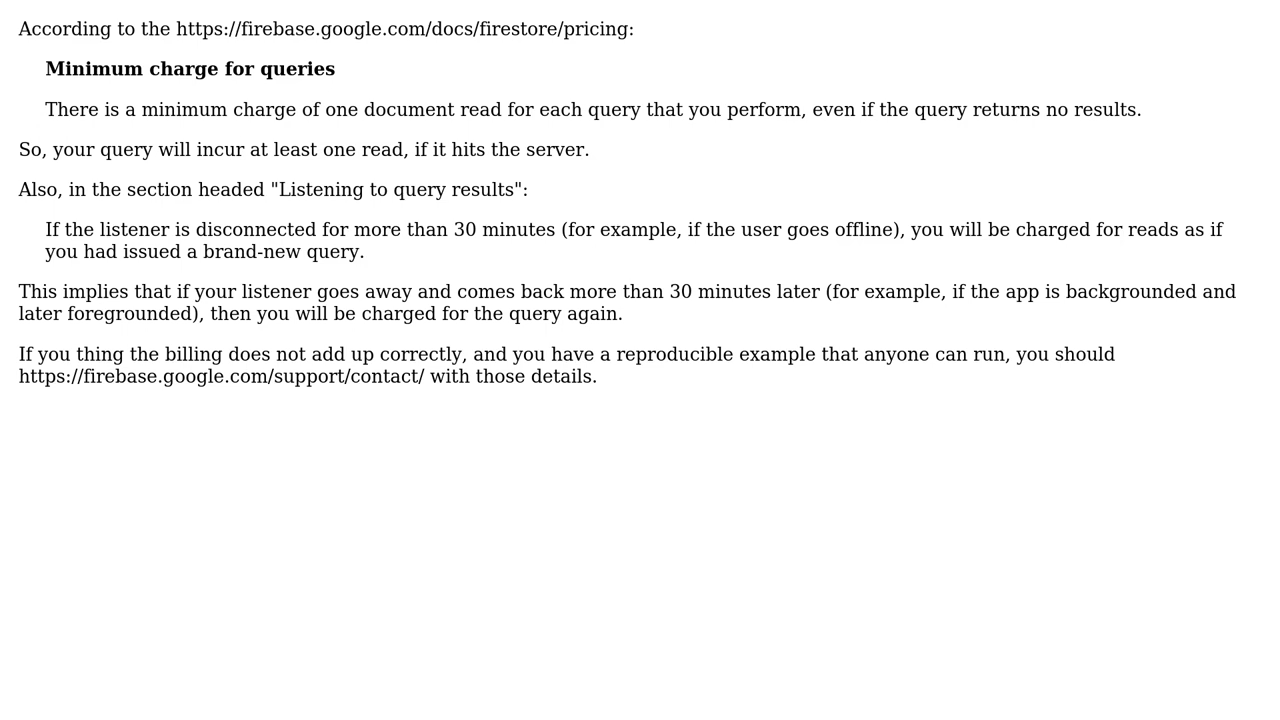 According to the https://firebase.google.com/docs/firestore/pricing:
Minimum charge for queries
There is a minimum charge of one document read for each query that you perform, even if the query returns no results.
So, your query will incur at least one read, if it hits the server.
Also, in the section headed "Listening to query results":
If the listener is disconnected for more than 30 minutes (for example, if the user goes offline), you will be charged for reads as if
you had issued a brand-new query.
This implies that if your listener goes away and comes back more than 30 minutes later (for example, if the app is backgrounded and
later foregrounded), then you will be charged for the query again.
If you thing the billing does not add up correctly, and you have a reproducible example that anyone can run, you should
https://firebase.google.com/support/contact/ with those details.